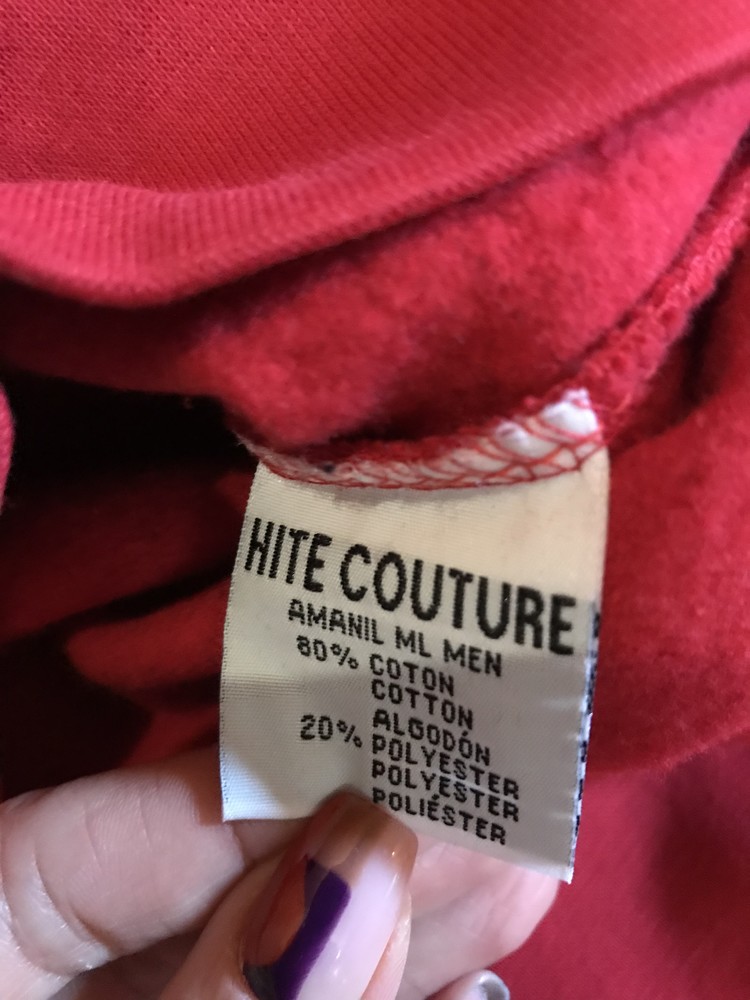 HITE COUTURE
AMANIL ML MEN
80% COTON
COTTON
ALGODÓN
20% POLYESTER
POLYESTER
POLIÉSTER